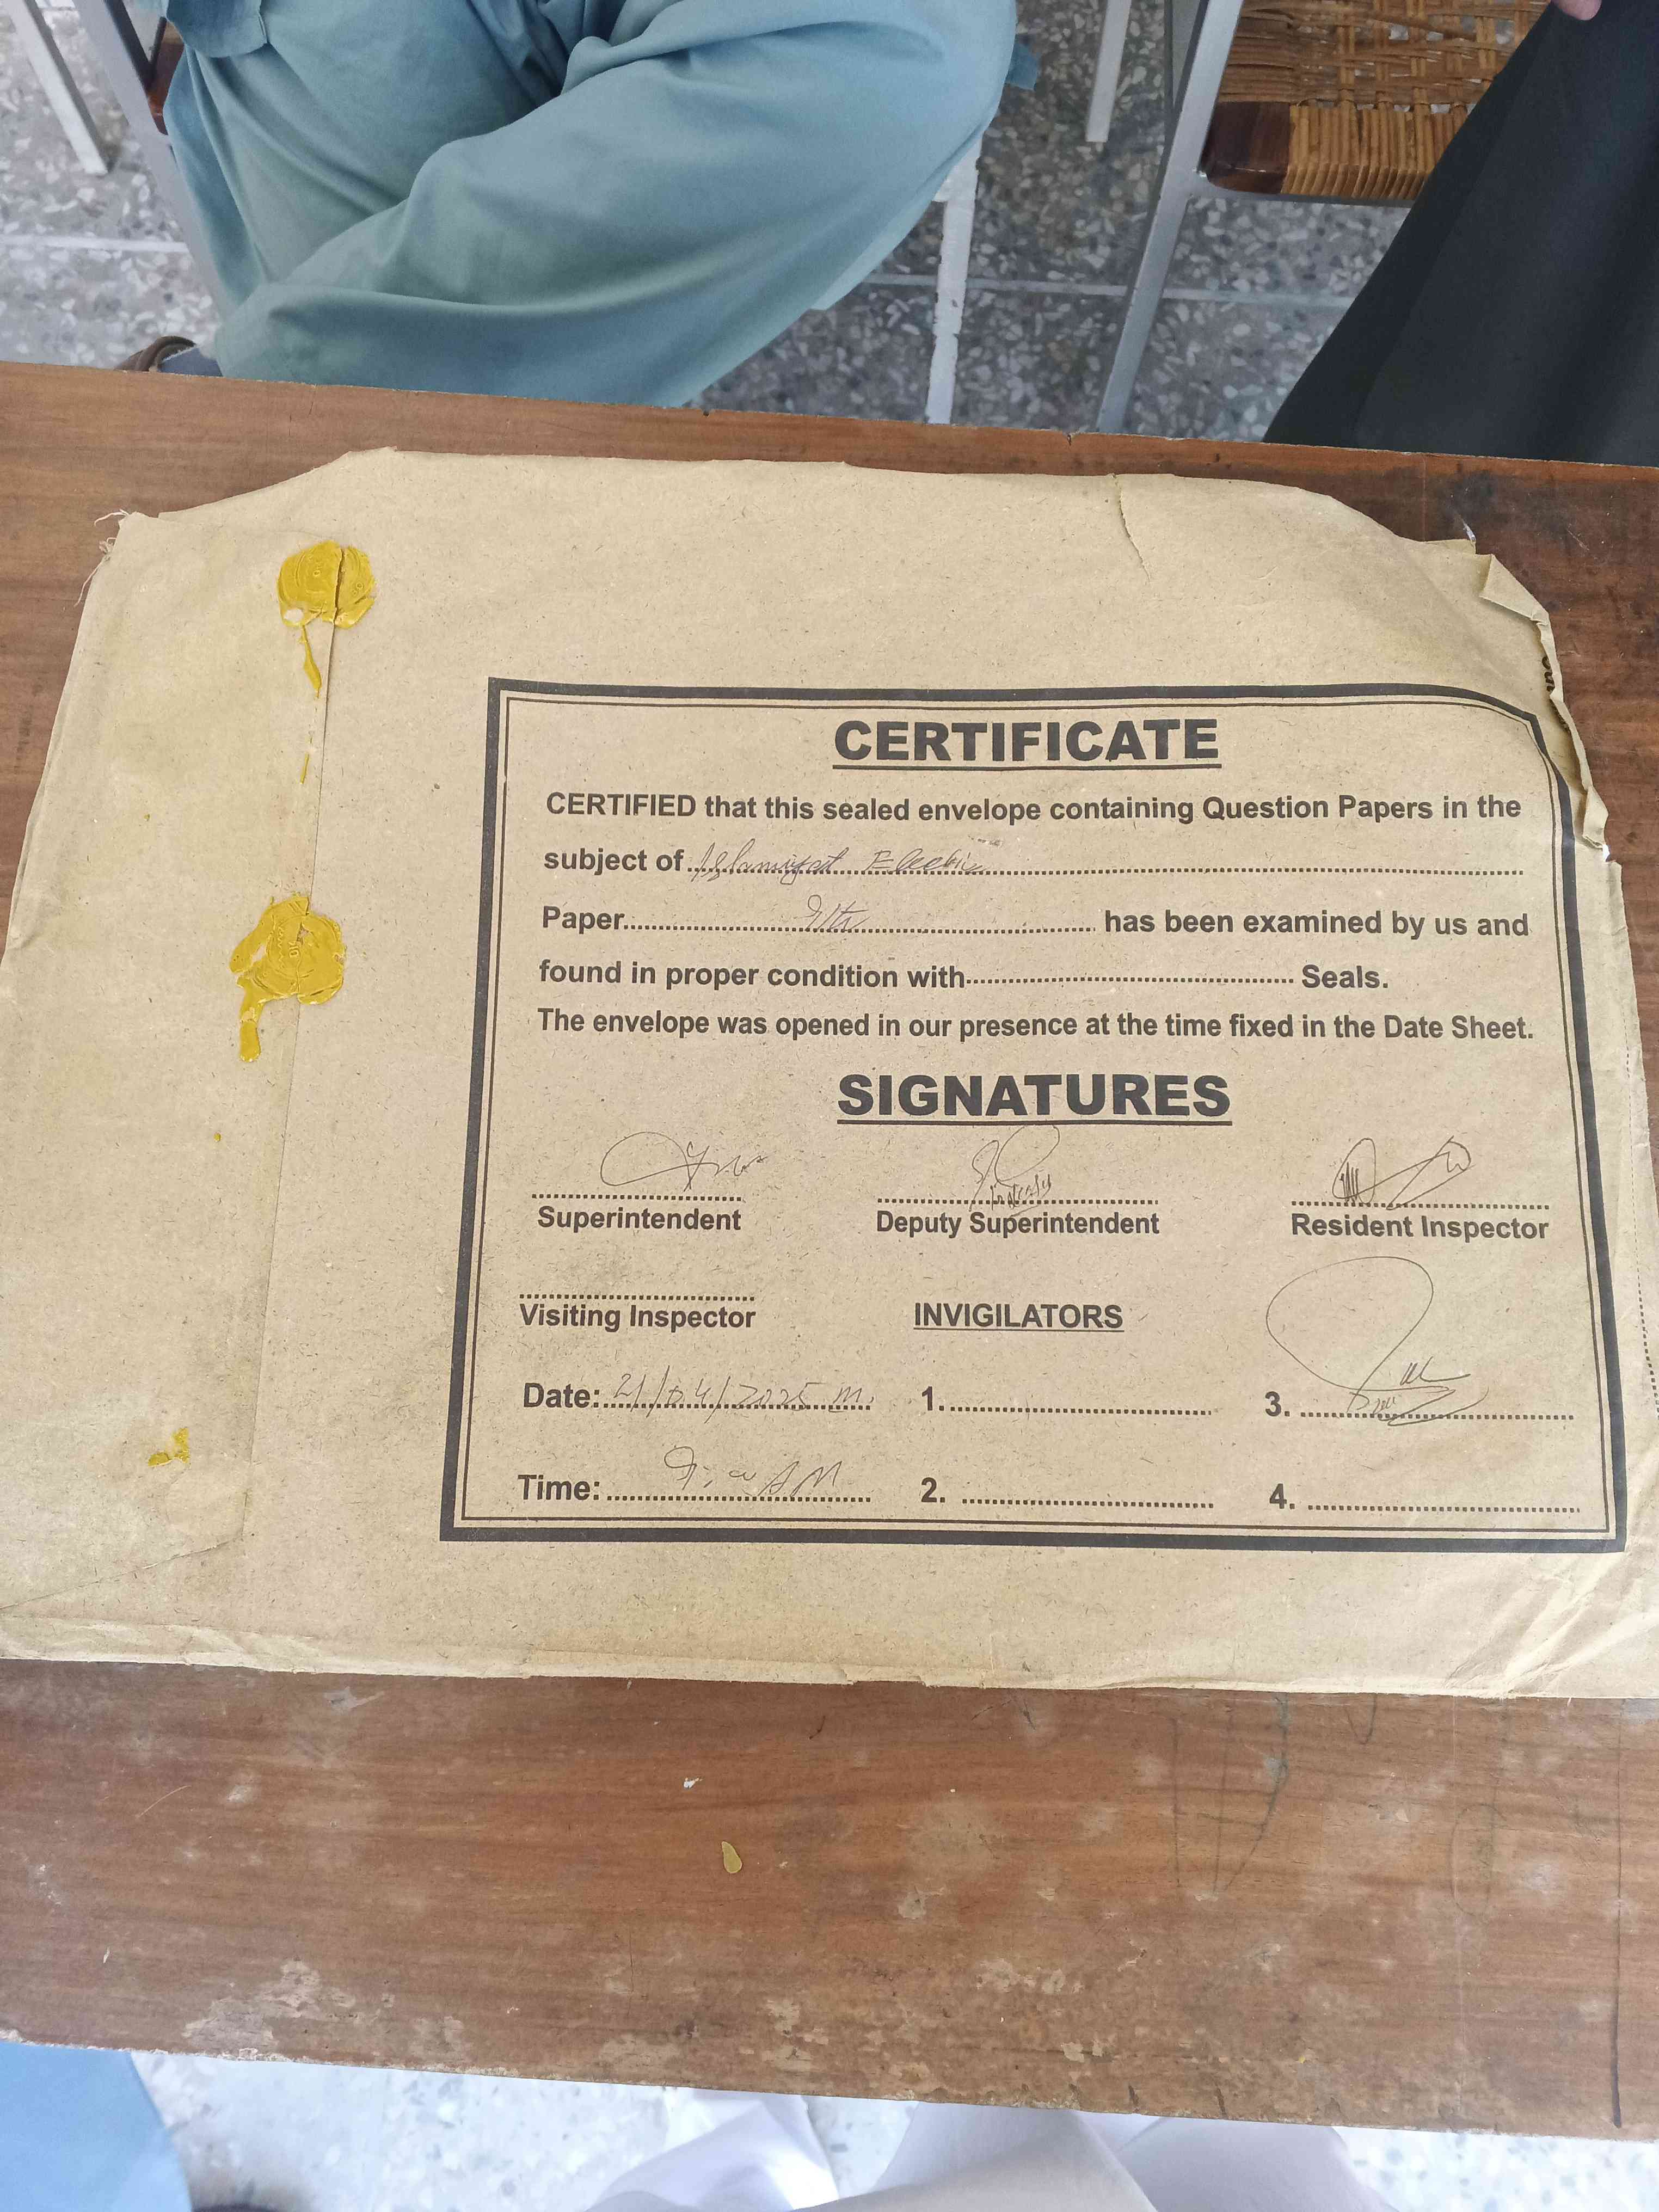 CERTIFICATE
CERTIFIED that this sealed envelope containing Question Papers in the
subject of Islamiyat Elective
Paper 9th has been examined by us and
found in proper condition with Seals.
The envelope was opened in our presence at the time fixed in the Date Sheet.
SIGNATURES
Superintendent Deputy Superintendent Resident Inspector
Visiting Inspector INVIGILATORS
Date: 21/04/2025 M. 1. 3.
Time: 9:00 AM 2. 4.